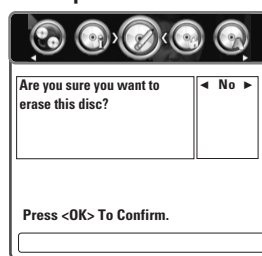 Are you sure you want to ◄ No ►
erase this disc?
Press <OK> To Confirm.